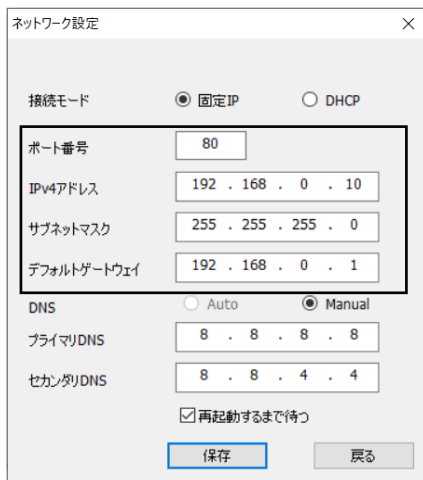 ネットワーク設定
接続モード 固定IP DHCP
ポート番号 80
IPv4アドレス 192 . 168 . 0 . 10
サブネットマスク 255 . 255 . 255 . 0
デフォルトゲートウェイ 192 . 168 . 0 . 1
DNS Auto Manual
プライマリDNS 8 . 8 . 8 . 8
セカンダリDNS 8 . 8 . 4 . 4
再起動するまで待つ
保存 戻る